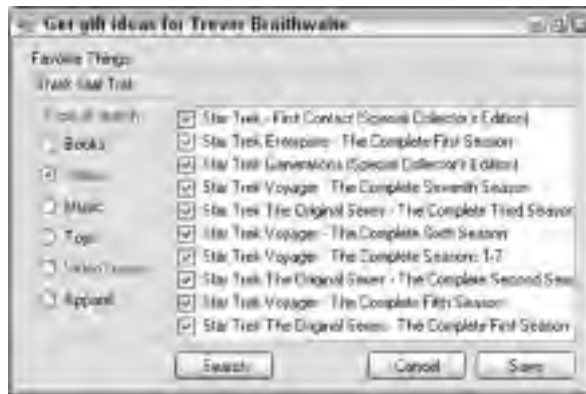 Get gift ideas for Trevor Braithwaite
Favorite Things:
Star Trek
search
Books
Music
Toys
Apparel
Star Trek - First Contact (Special Collector's Edition)
Star Trek Enterprise - The Complete First Season
Star Trek Generations (Special Collector's Edition)
Star Trek Voyager - The Complete Seventh Season
Star Trek The Original Series - The Complete Third Season
Star Trek Voyager - The Complete Sixth Season
Star Trek Voyager - The Complete Seasons 1-7
Star Trek The Original Series - The Complete Second Seas
Star Trek Voyager - The Complete Fifth Season
Star Trek The Original Series - The Complete First Season
Search
Cancel
Save